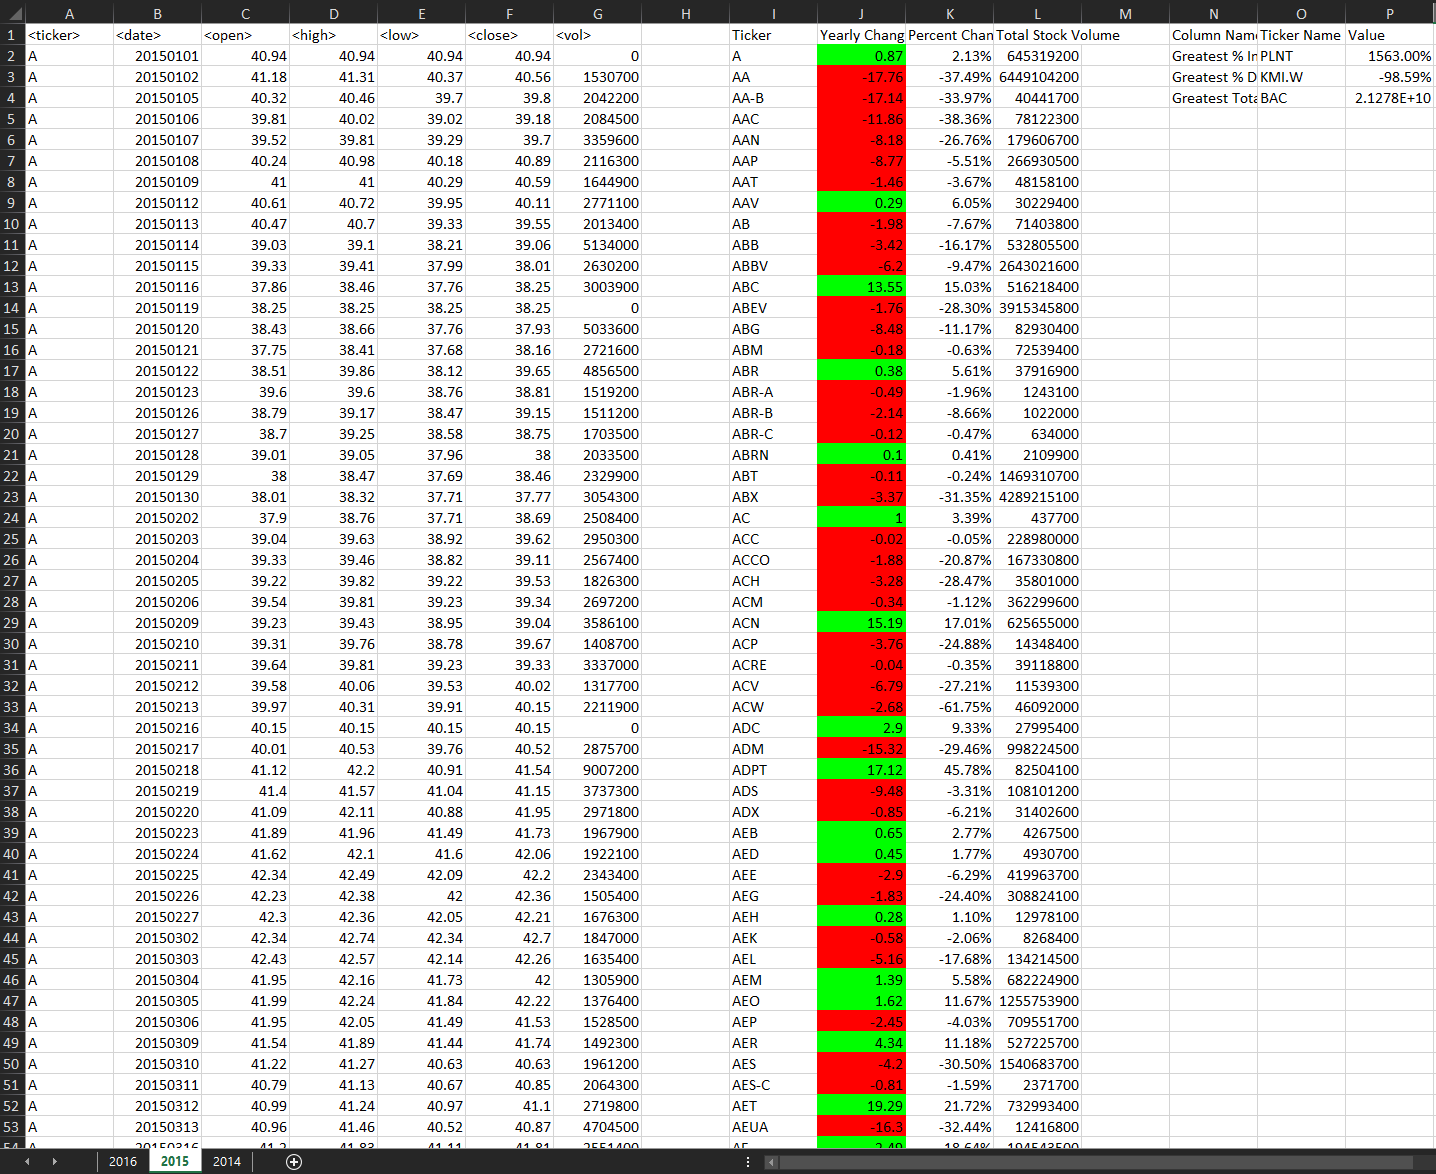 A B C D E F G H I J K L M N O P
1 <ticker> <date> <open> <high> <low> <close> <vol> Ticker Yearly Chang Percent Chan Total Stock Volume Column Nam Ticker Name Value
2 A 20150101 40.94 40.94 40.94 40.94 0 A 0.87 2.13% 645319200 Greatest % In PLNT 1563.00%
3 A 20150102 41.18 41.31 40.37 40.56 1530700 AA -17.76 -37.49% 6449104200 Greatest % D KMI.W -98.59%
4 A 20150105 40.32 40.46 39.7 39.8 2042200 AA-B -17.14 -33.97% 40441700 Greatest Tota BAC 2.1278E+10
5 A 20150106 39.81 40.02 39.02 39.18 2084500 AAC -11.86 -38.36% 78122300
6 A 20150107 39.52 39.81 39.29 39.7 3359600 AAN -8.18 -26.76% 179606700
7 A 20150108 40.24 40.98 40.18 40.89 2116300 AAP -8.77 -5.51% 266930500
8 A 20150109 41 41 40.29 40.59 1644900 AAT -1.46 -3.67% 48158100
9 A 20150112 40.61 40.72 39.95 40.11 2771100 AAV 0.29 6.05% 30229400
10 A 20150113 40.47 40.7 39.33 39.55 2013400 AB -1.98 -7.67% 71403800
11 A 20150114 39.03 39.1 38.21 39.06 5134000 ABB -3.42 -16.17% 532805500
12 A 20150115 39.33 39.41 37.99 38.01 2630200 ABBV -6.2 -9.47% 2643021600
13 A 20150116 37.86 38.46 37.76 38.25 3003900 ABC 13.55 15.03% 516218400
14 A 20150119 38.25 38.25 38.25 38.25 0 ABEV -1.76 -28.30% 3915345800
15 A 20150120 38.43 38.66 37.76 37.93 5033600 ABG -8.48 -11.17% 82930400
16 A 20150121 37.75 38.41 37.68 38.16 2721600 ABM -0.18 -0.63% 72539400
17 A 20150122 38.51 39.86 38.12 39.65 4856500 ABR 0.38 5.61% 37916900
18 A 20150123 39.6 39.6 38.76 38.81 1519200 ABR-A -0.49 -1.96% 1243100
19 A 20150126 38.79 39.17 38.47 39.15 1511200 ABR-B -2.14 -8.66% 1022000
20 A 20150127 38.7 39.25 38.58 38.75 1703500 ABR-C -0.12 -0.47% 634000
21 A 20150128 39.01 39.05 37.96 38 2033500 ABRN 0.1 0.41% 2109900
22 A 20150129 38 38.47 37.69 38.46 2329900 ABT -0.11 -0.24% 1469310700
23 A 20150130 38.01 38.32 37.71 37.77 3054300 ABX -3.37 -31.35% 4289215100
24 A 20150202 37.9 38.76 37.71 38.69 2508400 AC 1 3.39% 437700
25 A 20150203 39.04 39.63 38.92 39.62 2950300 ACC -0.02 -0.05% 228980000
26 A 20150204 39.33 39.46 38.82 39.11 2567400 ACCO -1.88 -20.87% 167330800
27 A 20150205 39.22 39.82 39.22 39.53 1826300 ACH -3.28 -28.47% 35801000
28 A 20150206 39.54 39.81 39.23 39.34 2697200 ACM -0.34 -1.12% 362299600
29 A 20150209 39.23 39.43 38.95 39.04 3586100 ACN 15.19 17.01% 625655000
30 A 20150210 39.31 39.76 38.78 39.67 1408700 ACP -3.76 -24.88% 14348400
31 A 20150211 39.64 39.81 39.23 39.33 3337000 ACRE -0.04 -0.35% 39118800
32 A 20150212 39.58 40.06 39.53 40.02 1317700 ACV -6.79 -27.21% 11539300
33 A 20150213 39.97 40.31 39.91 40.15 2211900 ACW -2.68 -61.75% 46092000
34 A 20150216 40.15 40.15 40.15 40.15 0 ADC 2.9 9.33% 27995400
35 A 20150217 40.01 40.53 39.76 40.52 2875700 ADM -15.32 -29.46% 998224500
36 A 20150218 41.12 42.2 40.91 41.54 9007200 ADPT 17.12 45.78% 82504100
37 A 20150219 41.4 41.57 41.04 41.15 3737300 ADS -9.48 -3.31% 108101200
38 A 20150220 41.09 42.11 40.88 41.95 2971800 ADX -0.85 -6.21% 31402600
39 A 20150223 41.89 41.96 41.49 41.73 1967900 AEB 0.65 2.77% 4267500
40 A 20150224 41.62 42.1 41.6 42.06 1922100 AED 0.45 1.77% 4930700
41 A 20150225 42.34 42.49 42.09 42.2 2343400 AEE -2.9 -6.29% 419963700
42 A 20150226 42.23 42.38 42 42.36 1505400 AEG -1.83 -24.40% 308824100
43 A 20150227 42.3 42.36 42.05 42.21 1676300 AEH 0.28 1.10% 12978100
44 A 20150302 42.34 42.74 42.34 42.7 1847000 AEK -0.58 -2.06% 8268400
45 A 20150303 42.43 42.57 42.14 42.26 1635400 AEL -5.16 -17.68% 134214500
46 A 20150304 41.95 42.16 41.73 42 1305900 AEM 1.39 5.58% 682224900
47 A 20150305 41.99 42.24 41.84 42.22 1376400 AEO 1.62 11.67% 1255753900
48 A 20150306 41.95 42.05 41.49 41.53 1528500 AEP -2.45 -4.03% 709551700
49 A 20150309 41.54 41.89 41.44 41.74 1492300 AER 4.34 11.18% 527225700
50 A 20150310 41.22 41.27 40.63 40.63 1961200 AES -4.2 -30.50% 1540683700
51 A 20150311 40.79 41.13 40.67 40.85 2064300 AES-C -0.81 -1.59% 2371700
52 A 20150312 40.99 41.24 40.97 41.1 2719800 AET 19.29 21.72% 732993400
53 A 20150313 40.96 41.46 40.52 40.87 4704500 AEUA -16.3 -32.44% 12416800
2016 2015 2014